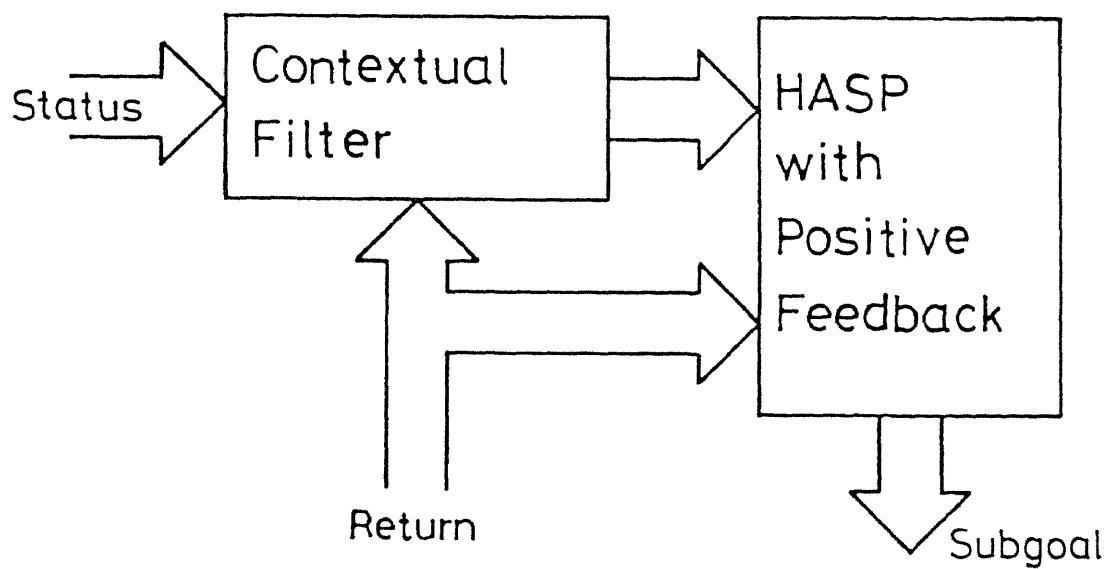 Status
Contextual
Filter
HASP
with
Positive
Feedback
Return
Subgoal